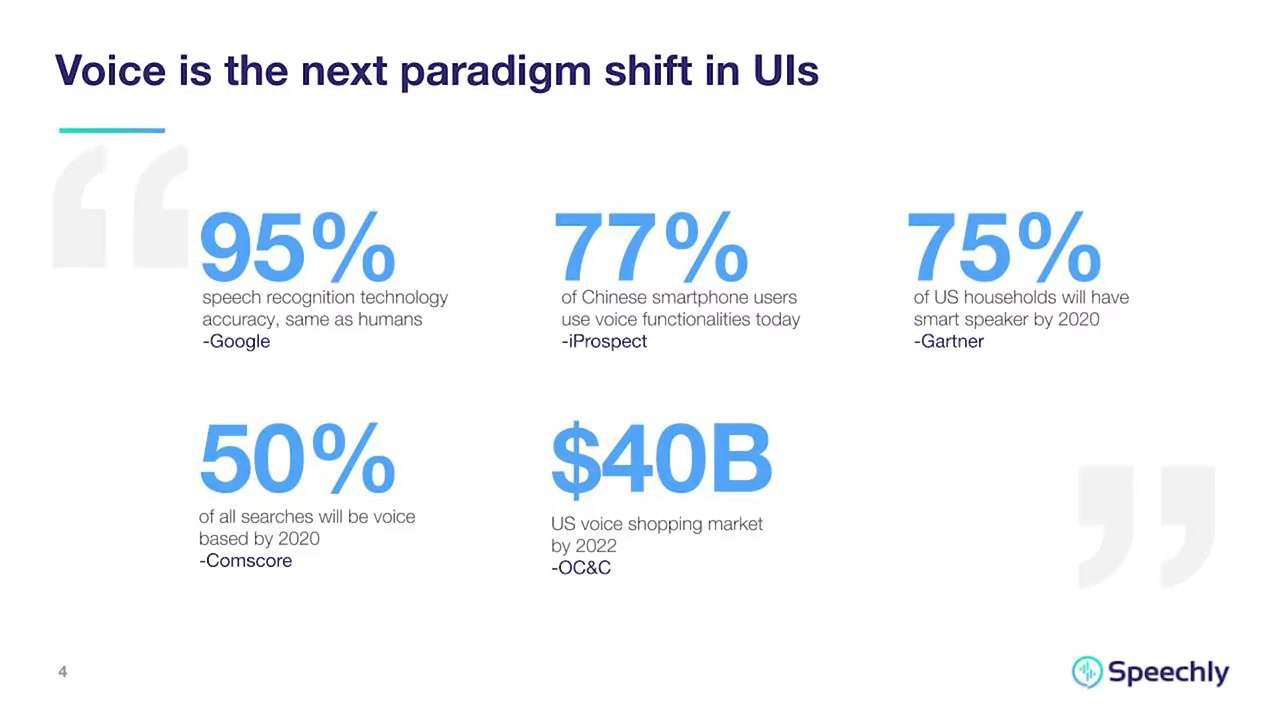 Voice is the next paradigm shift in UIs
95%
speech recognition technology
accuracy, same as humans
-Google
77%
of Chinese smartphone users
use voice functionalities today
-iProspect
75%
of US households will have
smart speaker by 2020
-Gartner
50%
of all searches will be voice
based by 2020
-Comscore
$40B
US voice shopping market
by 2022
-OC&C
4
Speechly